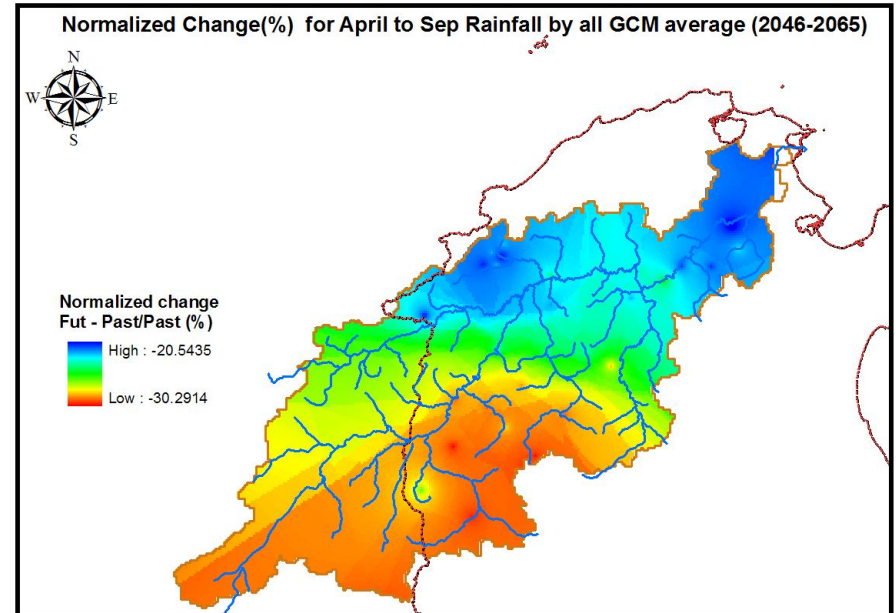 Normalized Change(%) for April to Sep Rainfall by all GCM average (2046-2065)
N
W E
S
Normalized change
Fut - Past/Past (%)
High : -20.5435
Low : -30.2914